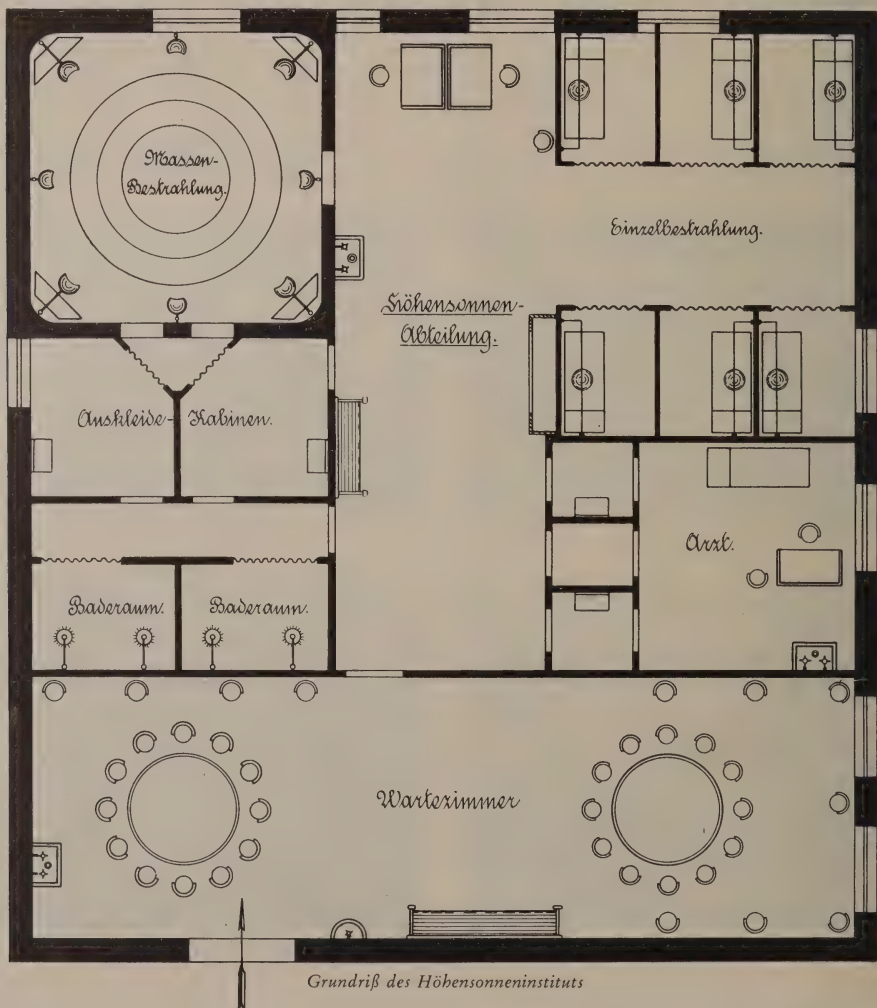 Massen-
Bestrahlung.
Einzelbestrahlung.
Höhensonnen-
Abteilung.
Auskleide-Kabinen.
Arzt.
Baderaum. Baderaum.
Wartezimmer
Grundriß des Höhensonneninstituts